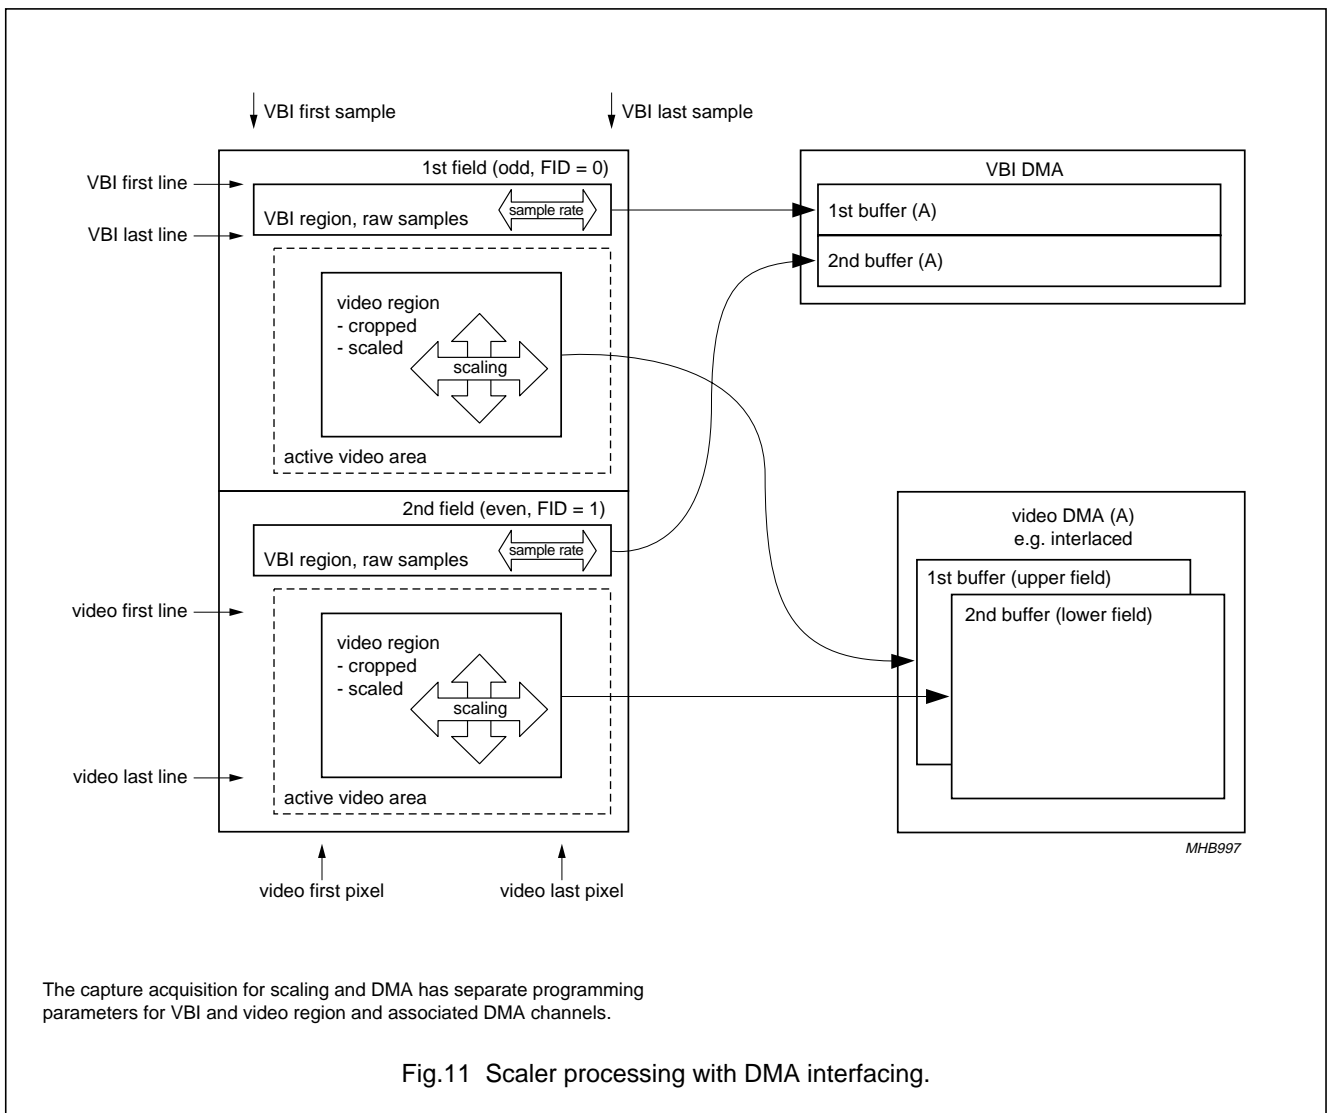 VBI first sample
VBI last sample
VBI first line
VBI last line
1st field (odd, FID = 0)
VBI region, raw samples
sample rate
video region
- cropped
- scaled
scaling
active video area
VBI DMA
1st buffer (A)
2nd buffer (A)
2nd field (even, FID = 1)
VBI region, raw samples
sample rate
video first line
video region
- cropped
- scaled
scaling
video last line
active video area
video DMA (A)
e.g. interlaced
1st buffer (upper field)
2nd buffer (lower field)
MHB997
video first pixel
video last pixel
The capture acquisition for scaling and DMA has separate programming
parameters for VBI and video region and associated DMA channels.
Fig.11 Scaler processing with DMA interfacing.